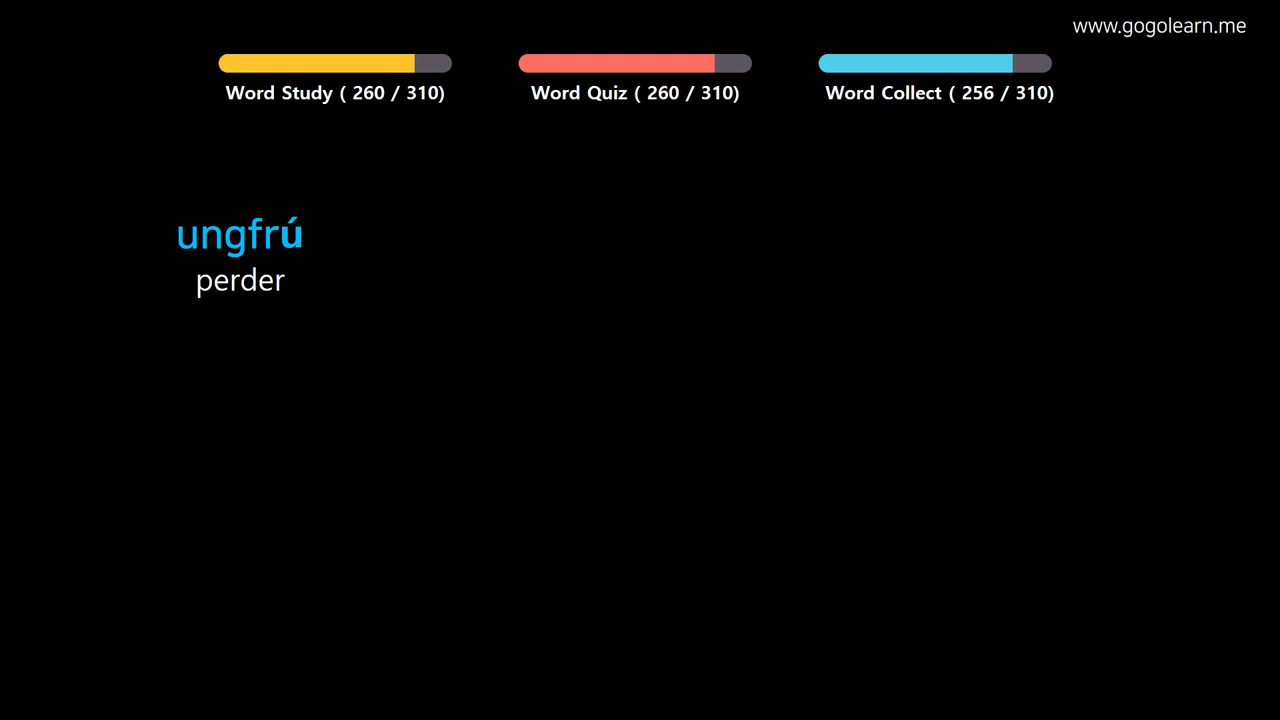 www.gogolearn.me
Word Study ( 260 / 310)
Word Quiz ( 260 / 310)
Word Collect ( 256 / 310)
ungfrú
perder